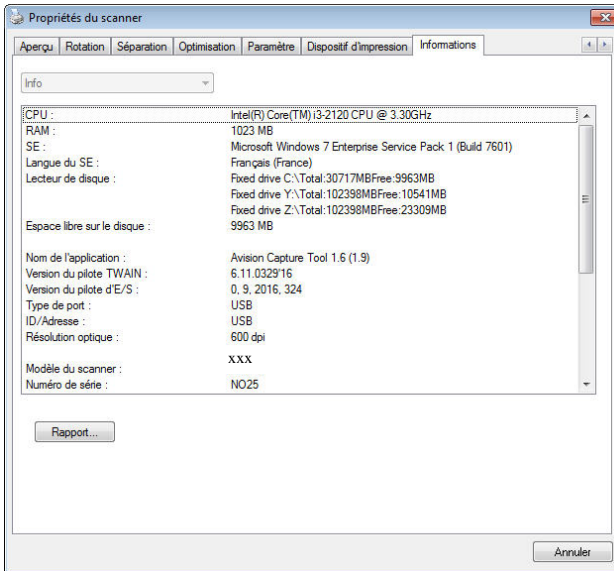 Propriétés du scanner
Aperçu Rotation Séparation Optimisation Paramètre Dispositif d'impression Informations
Info
CPU : Intel(R) Core(TM) i3-2120 CPU @ 3.30GHz
RAM : 1023 MB
SE : Microsoft Windows 7 Enterprise Service Pack 1 (Build 7601)
Langue du SE : Français (France)
Lecteur de disque : Fixed drive C:\Total:30717MBFree:9963MB
Fixed drive Y:\Total:102398MBFree:10541MB
Fixed drive Z:\Total:102398MBFree:23309MB
Espace libre sur le disque : 9963 MB
Nom de l'application : Avision Capture Tool 1.6 (1.9)
Version du pilote TWAIN : 6.11.0329'16
Version du pilote d'E/S : 0, 9, 2016, 324
Type de port : USB
ID/Adresse : USB
Résolution optique : 600 dpi
Modèle du scanner : xxx
Numéro de série : NO25
Rapport...
Annuler